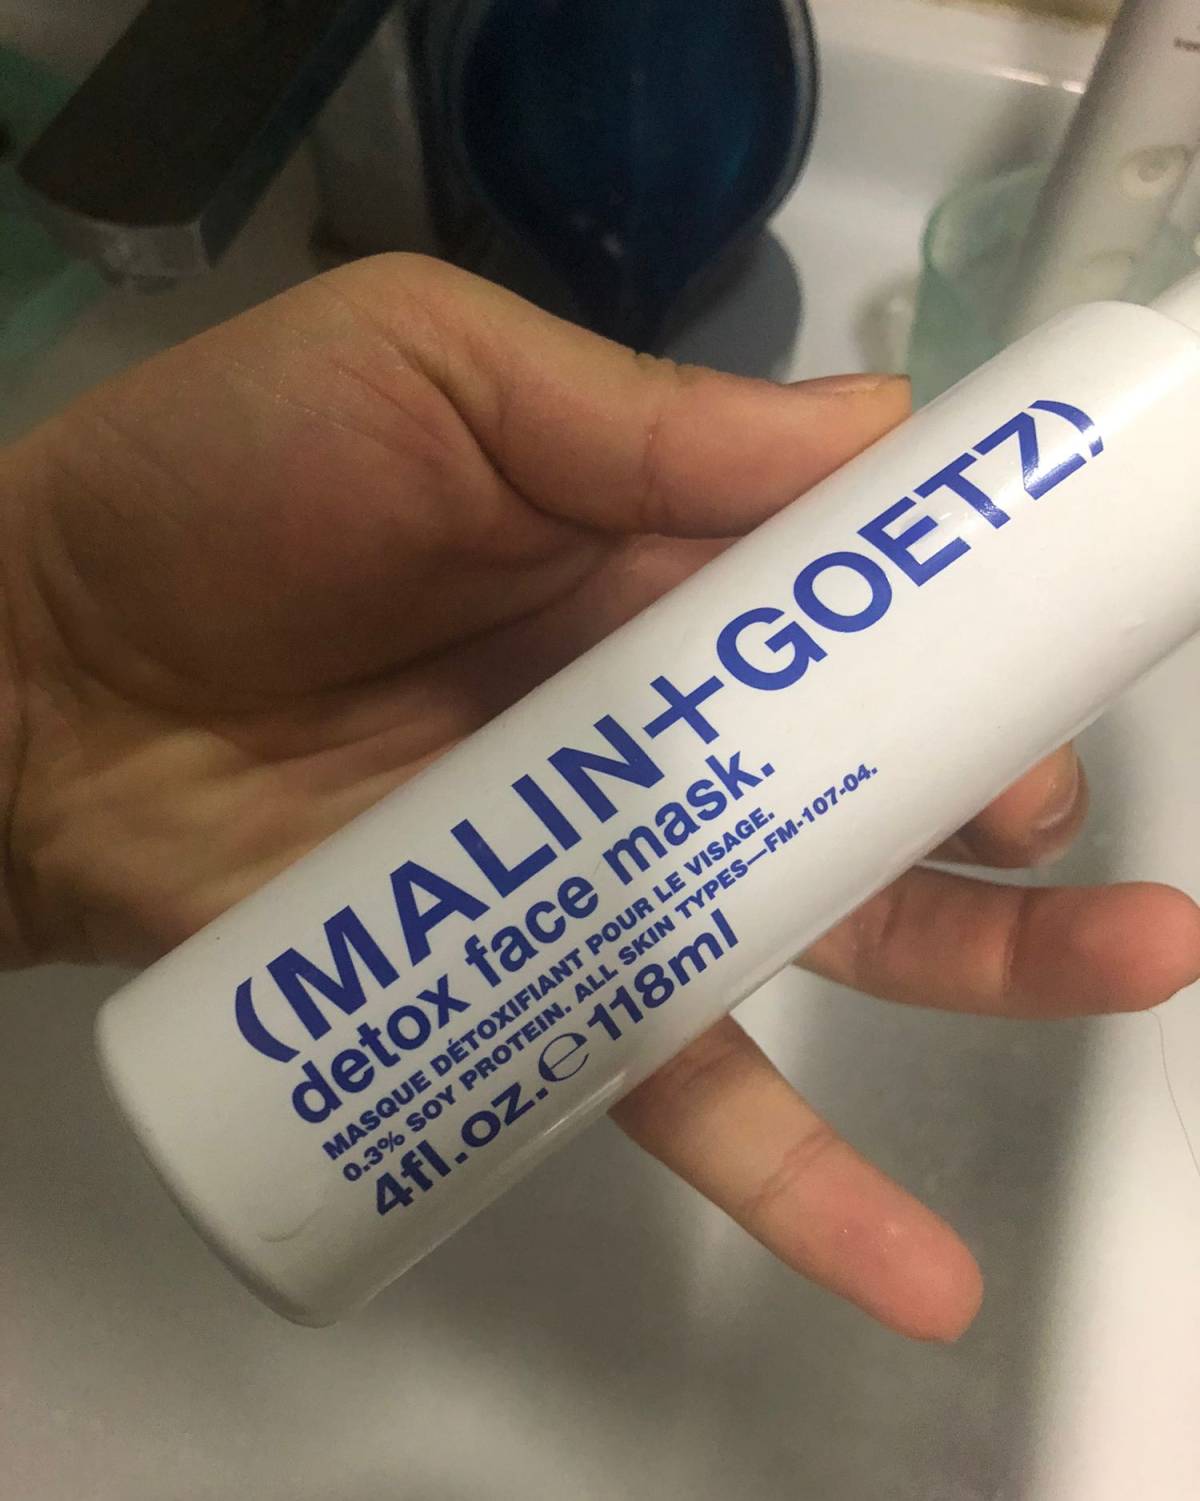 (MALIN+GOETZ)
detox face mask.
MASQUE DÉTOXIFIANT POUR LE VISAGE.
0.3% SOY PROTEIN. ALL SKIN TYPES—FM-107-04.
4fl.oz.℮118ml